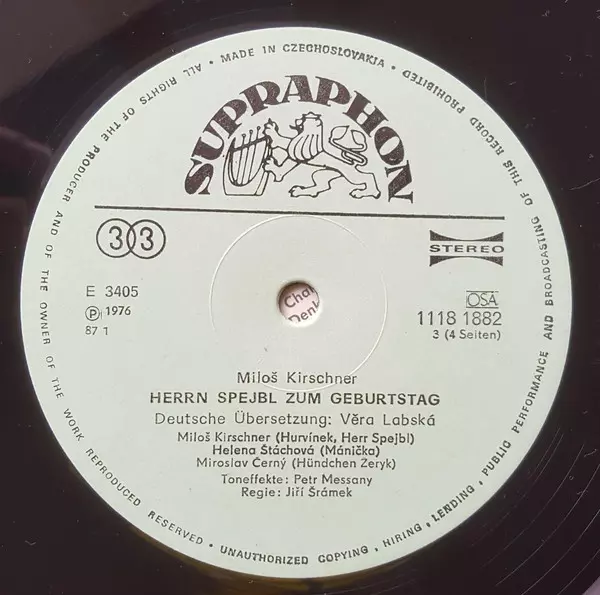 ALL RIGHTS OF THE PRODUCER AND OF THE OWNER OF THE WORK REPRODUCED RESERVED • UNAUTHORIZED COPYING, HIRING, LENDING, PUBLIC PERFORMANCE AND BROADCASTING OF THIS RECORD PROHIBITED • MADE IN CZECHOSLOVAKIA •
SUPRAPHON
33
STEREO
E 3405
Ⓟ 1976
87 1
OSA
1118 1882
3 (4 Seiten)
Char
Denk
Miloš Kirschner
HERRN SPEJBL ZUM GEBURTSTAG
Deutsche Übersetzung: Věra Labská
Miloš Kirschner (Hurvínek, Herr Spejbl)
Helena Štáchová (Mánička)
Miroslav Černý (Hündchen Žeryk)
Toneffekte: Petr Messany
Regie: Jiří Šrámek